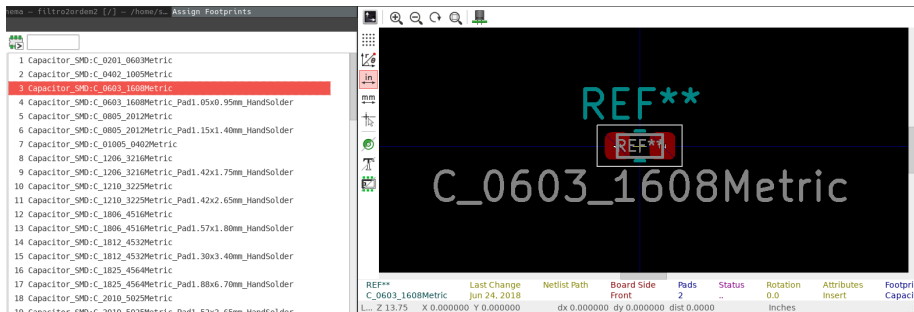 nema – filtro2ordem2 [/] – /home/s... Assign Footprints
1 Capacitor_SMD:C_0201_0603Metric
2 Capacitor_SMD:C_0402_1005Metric
3 Capacitor_SMD:C_0603_1608Metric
4 Capacitor_SMD:C_0603_1608Metric_Pad1.05x0.95mm_HandSolder
5 Capacitor_SMD:C_0805_2012Metric
6 Capacitor_SMD:C_0805_2012Metric_Pad1.15x1.40mm_HandSolder
7 Capacitor_SMD:C_01005_0402Metric
8 Capacitor_SMD:C_1206_3216Metric
9 Capacitor_SMD:C_1206_3216Metric_Pad1.42x1.75mm_HandSolder
10 Capacitor_SMD:C_1210_3225Metric
11 Capacitor_SMD:C_1210_3225Metric_Pad1.42x2.65mm_HandSolder
12 Capacitor_SMD:C_1806_4516Metric
13 Capacitor_SMD:C_1806_4516Metric_Pad1.57x1.80mm_HandSolder
14 Capacitor_SMD:C_1812_4532Metric
15 Capacitor_SMD:C_1812_4532Metric_Pad1.30x3.40mm_HandSolder
16 Capacitor_SMD:C_1825_4564Metric
17 Capacitor_SMD:C_1825_4564Metric_Pad1.88x6.70mm_HandSolder
18 Capacitor_SMD:C_2010_5025Metric
19 Capacitor_SMD:C_2010_5025Metric_Pad1.52x2.65mm_HandSolder
in
mm
REF**
REF**
C_0603_1608Metric
REF** Last Change Netlist Path Board Side Pads Status Rotation Attributes Footpri
C_0603_1608Metric Jun 24, 2018 Front 2 .. 0.0 Insert Capaci
L... Z 13.75 X 0.000000 Y 0.000000 dx 0.000000 dy 0.000000 dist 0.0000 Inches